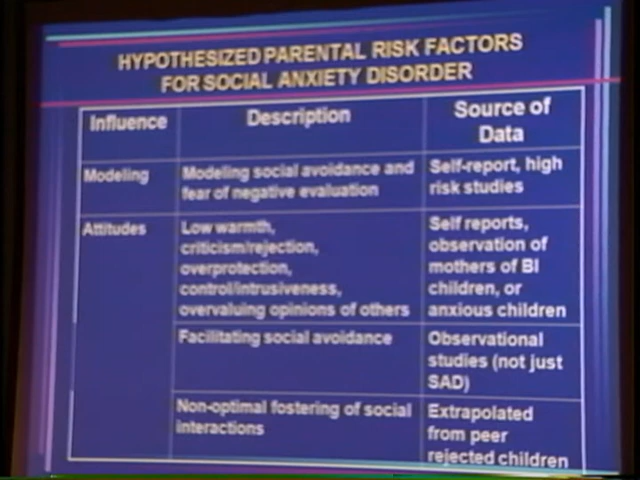 HYPOTHESIZED PARENTAL RISK FACTORS
FOR SOCIAL ANXIETY DISORDER
Influence
Description
Source of
Data
Modeling
Modeling social avoidance and
fear of negative evaluation
Self-report, high
risk studies
Attitudes
Low warmth,
criticism/rejection,
overprotection,
control/intrusiveness,
overvaluing opinions of others
Self reports,
observation of
mothers of BI
children, or
anxious children
Facilitating social avoidance
Observational
studies (not just
SAD)
Non-optimal fostering of social
interactions
Extrapolated
from peer
rejected children